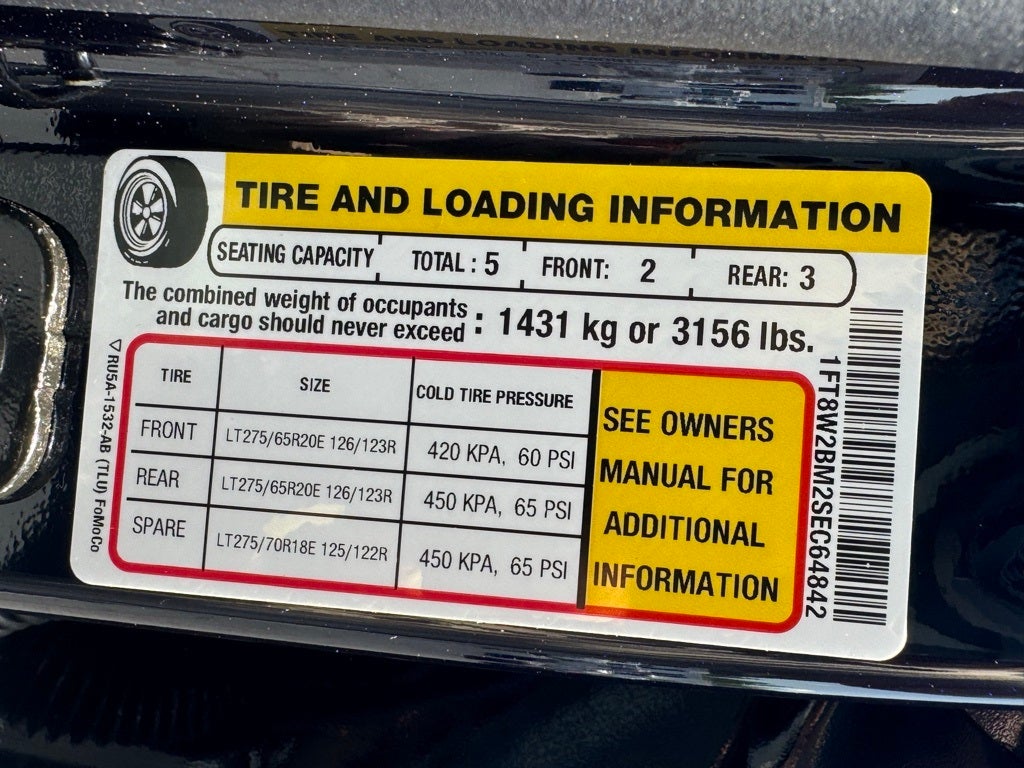 TIRE AND LOADING INFORMATION
SEATING CAPACITY TOTAL : 5 FRONT: 2 REAR: 3
The combined weight of occupants
and cargo should never exceed : 1431 kg or 3156 lbs.
TIRE SIZE COLD TIRE PRESSURE
FRONT LT275/65R20E 126/123R 420 KPA, 60 PSI
REAR LT275/65R20E 126/123R 450 KPA, 65 PSI
SPARE LT275/70R18E 125/122R 450 KPA, 65 PSI
SEE OWNERS
MANUAL FOR
ADDITIONAL
INFORMATION
▽RU5A-1532-AB (TLU) FoMoCo
1FT8W2BM2SEC64842